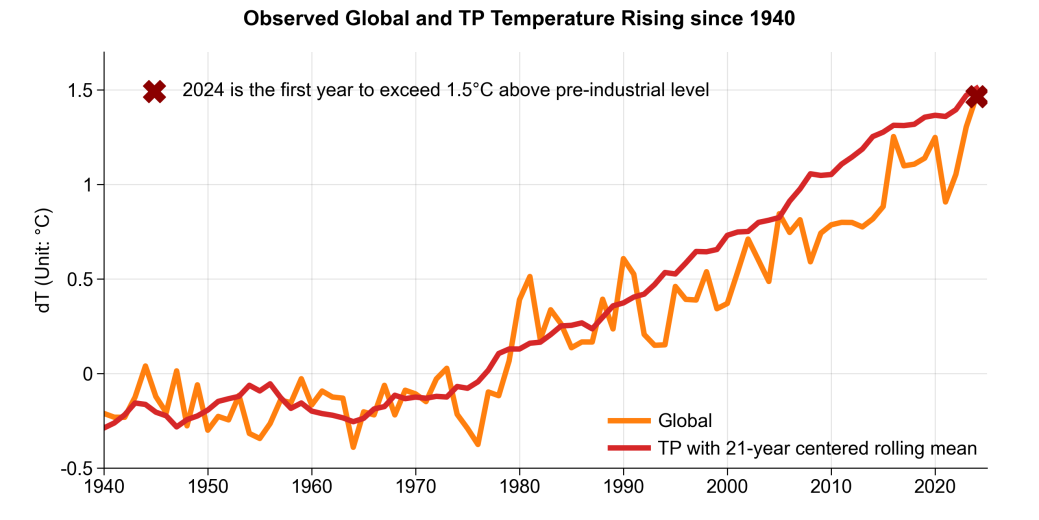 Observed Global and TP Temperature Rising since 1940
2024 is the first year to exceed 1.5°C above pre-industrial level
dT (Unit: °C)
1.5
1
0.5
0
-0.5
1940 1950 1960 1970 1980 1990 2000 2010 2020
Global
TP with 21-year centered rolling mean